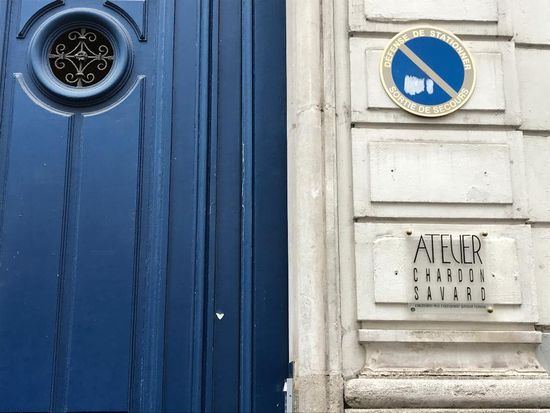 DEFENSE DE STATIONNER
SORTIE DE SECOURS
ATELIER
CHARDON
SAVARD